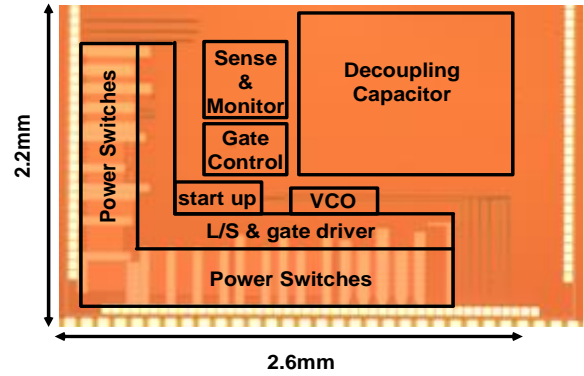 Sense
&
Monitor
Decoupling
Capacitor
Gate
Control
2.2mm
Power Switches
start up
VCO
L/S & gate driver
Power Switches
2.6mm